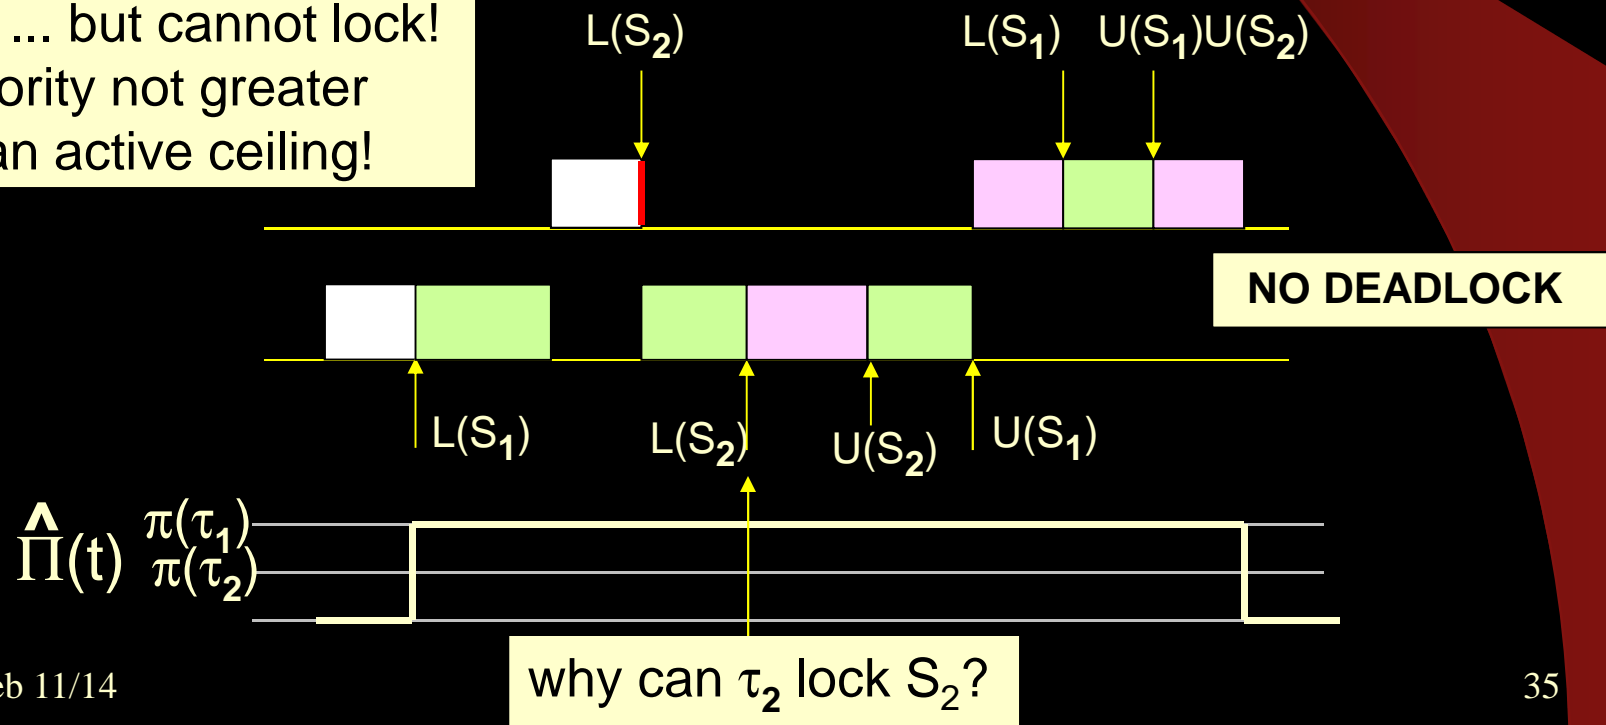 ... but cannot lock!
ority not greater
an active ceiling!
L(S2)
L(S1) U(S1)U(S2)
NO DEADLOCK
L(S1)
L(S2)
U(S2)
U(S1)
Π̂(t)
π(τ1)
π(τ2)
why can τ2 lock S2?
eb 11/14
35